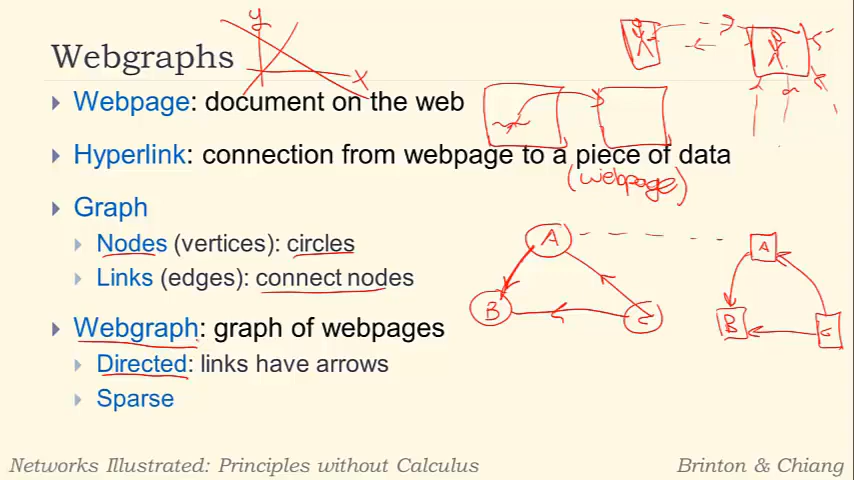 Webgraphs
y
x
Webpage: document on the web
Hyperlink: connection from webpage to a piece of data
(webpage)
Graph
Nodes (vertices): circles
Links (edges): connect nodes
A
B
C
A
B
C
Webgraph: graph of webpages
Directed: links have arrows
Sparse
Networks Illustrated: Principles without Calculus
Brinton & Chiang